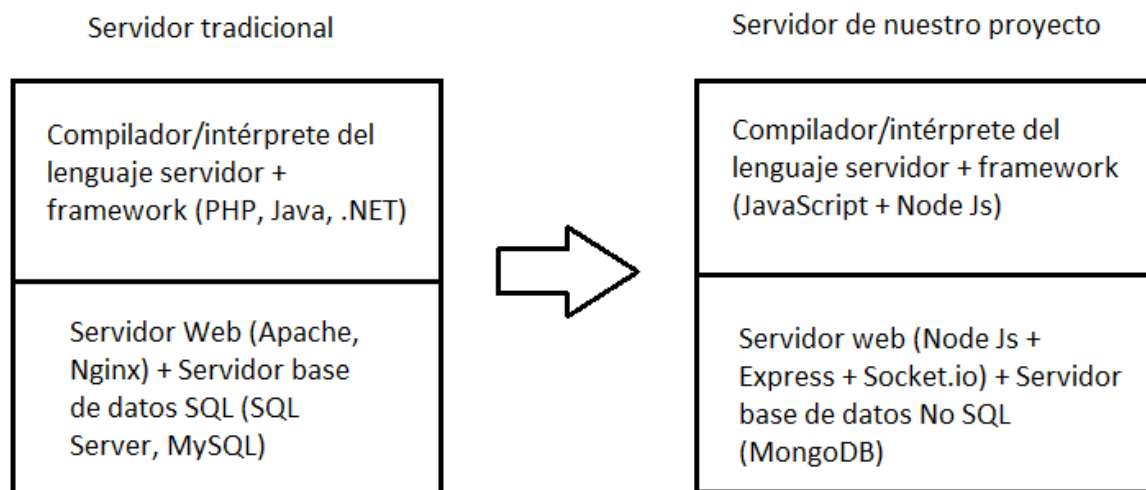 Servidor tradicional
Compilador/intérprete del
lenguaje servidor +
framework (PHP, Java, .NET)
Servidor Web (Apache,
Nginx) + Servidor base
de datos SQL (SQL
Server, MySQL)
Servidor de nuestro proyecto
Compilador/intérprete del
lenguaje servidor + framework
(JavaScript + Node Js)
Servidor web (Node Js +
Express + Socket.io) + Servidor
base de datos No SQL
(MongoDB)